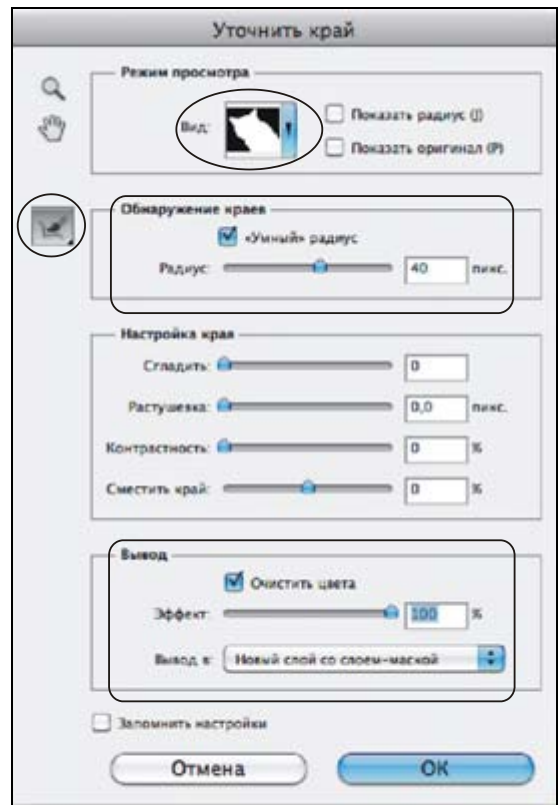 Уточнить край
Режим просмотра
Вид:
Показать радиус (J)
Показать оригинал (P)
Обнаружение краев
«Умный» радиус
Радиус: 40 пикс.
Настройка края
Сгладить: 0
Растушевка: 0,0 пикс.
Контрастность: 0 %
Сместить край: 0 %
Вывод
Очистить цвета
Эффект: 100 %
Вывод в: Новый слой со слоем-маской
Запомнить настройки
Отмена OK